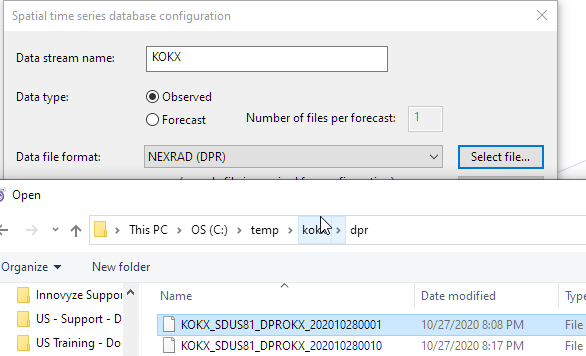 Spatial time series database configuration
Data stream name: KOKX
Data type: Observed
Forecast Number of files per forecast: 1
Data file format: NEXRAD (DPR) Select file...
Open
This PC > OS (C:) > temp > kokx > dpr
Organize New folder
Name Date modified Type
Innovyze Suppor
KOKX_SDUS81_DPROKX_202010280001 10/27/2020 8:08 PM File
US - Support - D
KOKX_SDUS81_DPROKX_202010280010 10/27/2020 8:17 PM File
US Training - Do